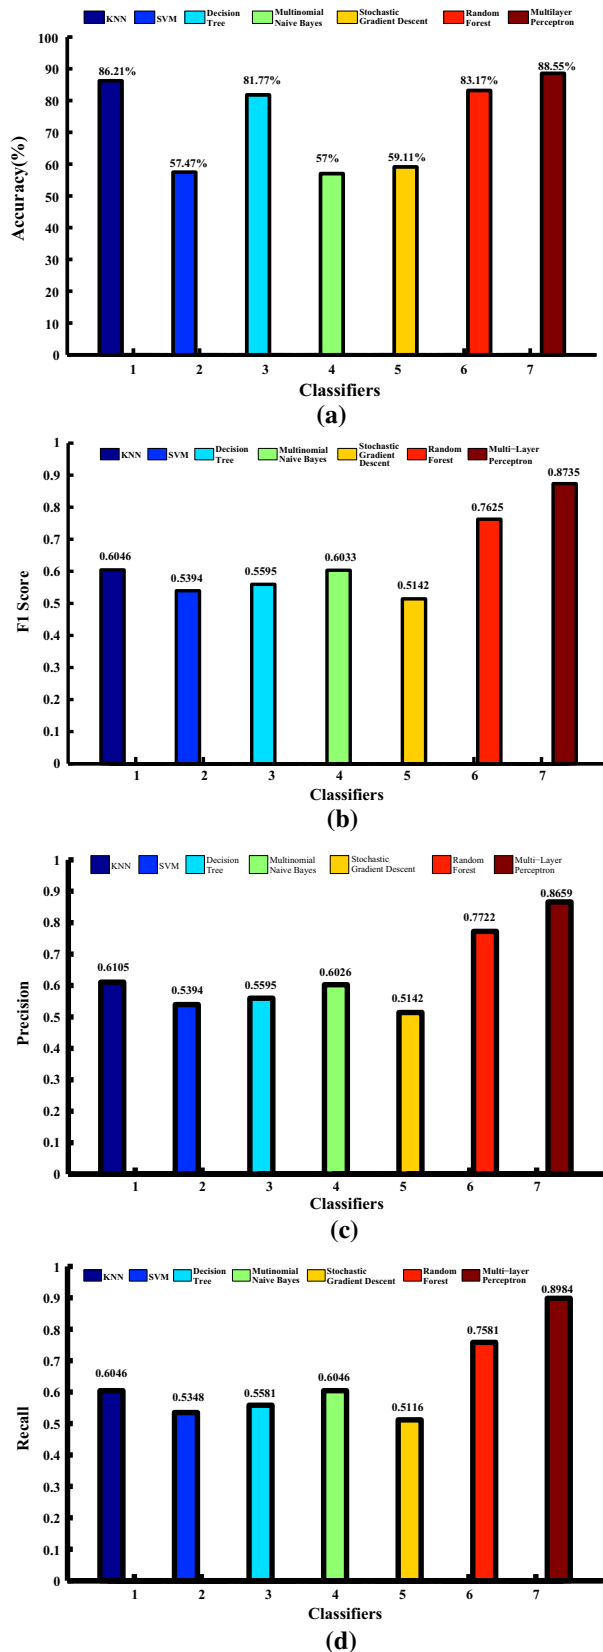 KNN SVM Decision Tree Multinomial Naive Bayes Stochastic Gradient Descent Random Forest Multilayer Perceptron
100
90
80
70
60
50
40
30
20
10
0
Accuracy(%)
86.21% 57.47% 81.77% 57% 59.11% 83.17% 88.55%
1 2 3 4 5 6 7
Classifiers
(a)
KNN SVM Decision Tree Multinomial Naive Bayes Stochastic Gradient Descent Random Forest Multi-Layer Perceptron
1
0.9
0.8
0.7
0.6
0.5
0.4
0.3
0.2
0.1
0
F1 Score
0.6046 0.5394 0.5595 0.6033 0.5142 0.7625 0.8735
1 2 3 4 5 6 7
Classifiers
(b)
KNN SVM Decision Tree Multinomial Naive Bayes Stochastic Gradient Descent Random Forest Multi-Layer Perceptron
1
0.9
0.8
0.7
0.6
0.5
0.4
0.3
0.2
0.1
0
Precision
0.6105 0.5394 0.5595 0.6026 0.5142 0.7722 0.8659
1 2 3 4 5 6 7
Classifiers
(c)
KNN SVM Decision Tree Mutinomial Naive Bayes Stochastic Gradient Descent Random Forest Multi-layer Perceptron
1
0.9
0.8
0.7
0.6
0.5
0.4
0.3
0.2
0.1
0
Recall
0.6046 0.5348 0.5581 0.6046 0.5116 0.7581 0.8984
1 2 3 4 5 6 7
Classifiers
(d)